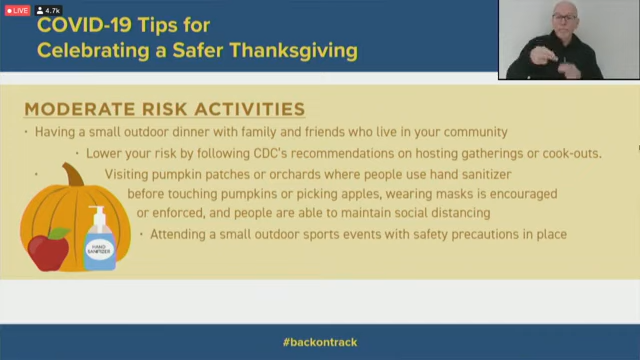 LIVE 4.7k
COVID-19 Tips for
Celebrating a Safer Thanksgiving
MODERATE RISK ACTIVITIES
· Having a small outdoor dinner with family and friends who live in your community
· Lower your risk by following CDC's recommendations on hosting gatherings or cook-outs.
· Visiting pumpkin patches or orchards where people use hand sanitizer
before touching pumpkins or picking apples, wearing masks is encouraged
or enforced, and people are able to maintain social distancing
· Attending a small outdoor sports events with safety precautions in place
HAND
SANITIZER
#backontrack